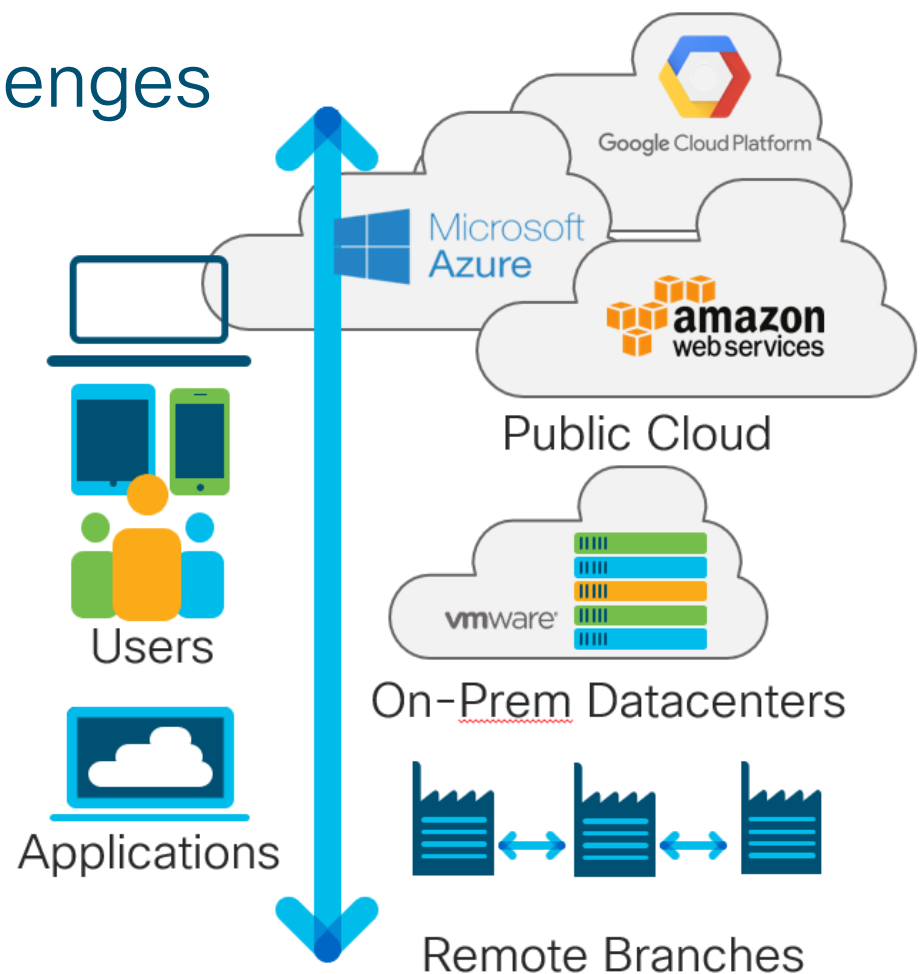 enges
Google Cloud Platform
Microsoft
Azure
amazon
web services
Public Cloud
vmware
Users
On-Prem Datacenters
Applications
Remote Branches